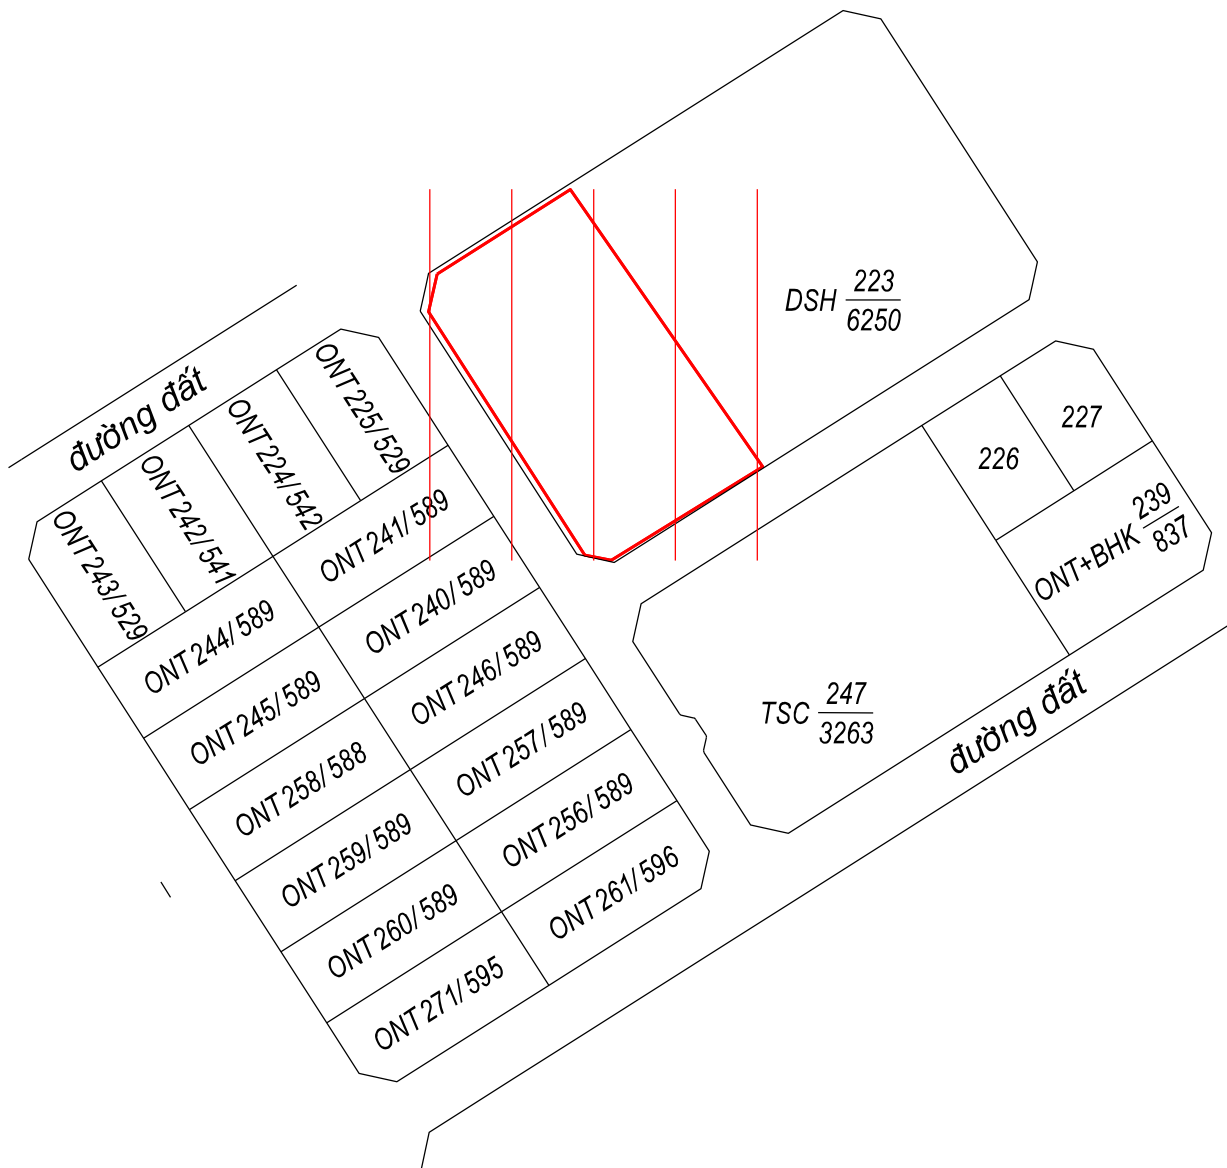 DSH 223
6250
đường đất
ONT 225/529
ONT 224/542
ONT 242/541
ONT 243/529
227
226
ONT+BHK 239
837
ONT 241/589
ONT 240/589
ONT 244/589
ONT 246/589
ONT 245/589
ONT 257/589
ONT 258/588
TSC 247
3263
đường đất
ONT 256/589
ONT 259/589
ONT 261/596
ONT 260/589
ONT 271/595